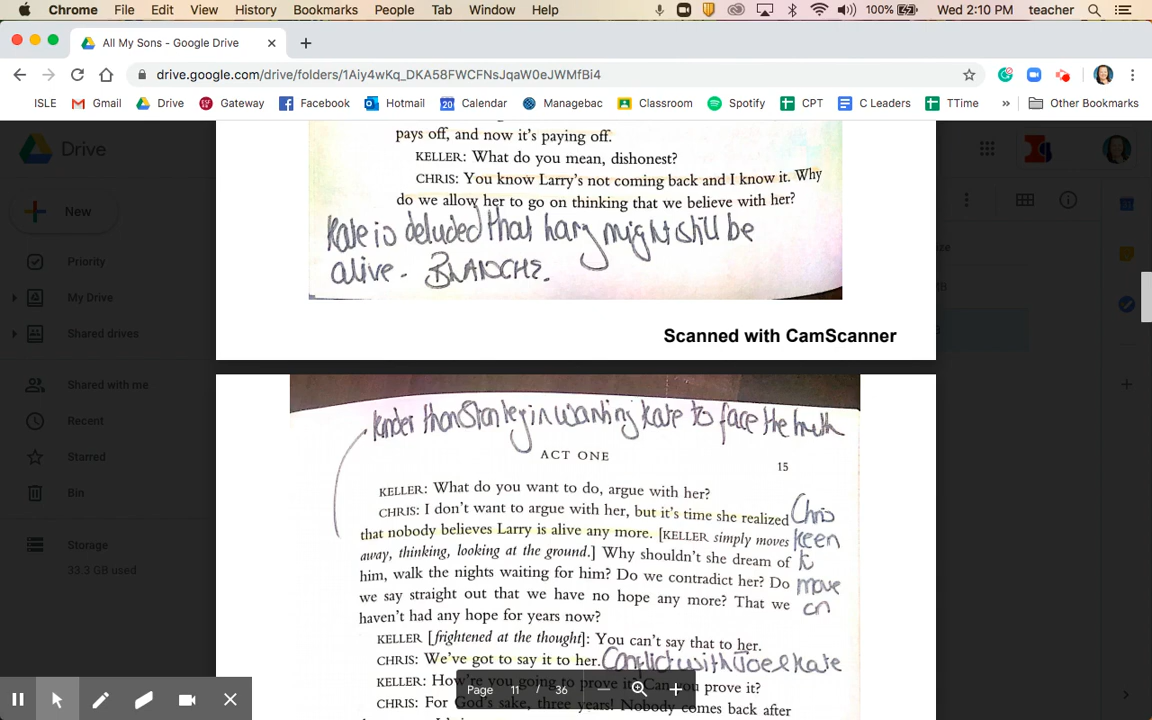 Chrome File Edit View History Bookmarks People Tab Window Help 100% Wed 2:10 PM teacher
All My Sons - Google Drive
drive.google.com/drive/folders/1Aiy4wKq_DKA58FWCFNsJqaW0eJWMfBi4
ISLE Gmail Drive Gateway Facebook Hotmail Calendar Managebac Classroom Spotify CPT C Leaders TTime » Other Bookmarks
Drive
New
Priority
My Drive
Shared drives
Shared with me
Recent
Starred
Bin
Storage
33.3 GB used
pays off, and now it's paying off.
KELLER: What do you mean, dishonest?
CHRIS: You know Larry's not coming back and I know it. Why
do we allow her to go on thinking that we believe with her?
Kate is deluded that Larry might still be
alive - BLANCHE.
Scanned with CamScanner
kinder than Stanley in wanting Kate to face the truth
ACT ONE
15
KELLER: What do you want to do, argue with her?
CHRIS: I don't want to argue with her, but it's time she realized
that nobody believes Larry is alive any more. [KELLER simply moves
away, thinking, looking at the ground.] Why shouldn't she dream of
him, walk the nights waiting for him? Do we contradict her? Do
we say straight out that we have no hope any more? That we
haven't had any hope for years now?
Chris
keen
to
move
on
KELLER [frightened at the thought]: You can't say that to her.
CHRIS: We've got to say it to her. Conflict with Joe & Kate
KELLER: How're you going to prove it? Can you prove it?
CHRIS: For God's sake, three years! Nobody comes back after
Page 11 / 36